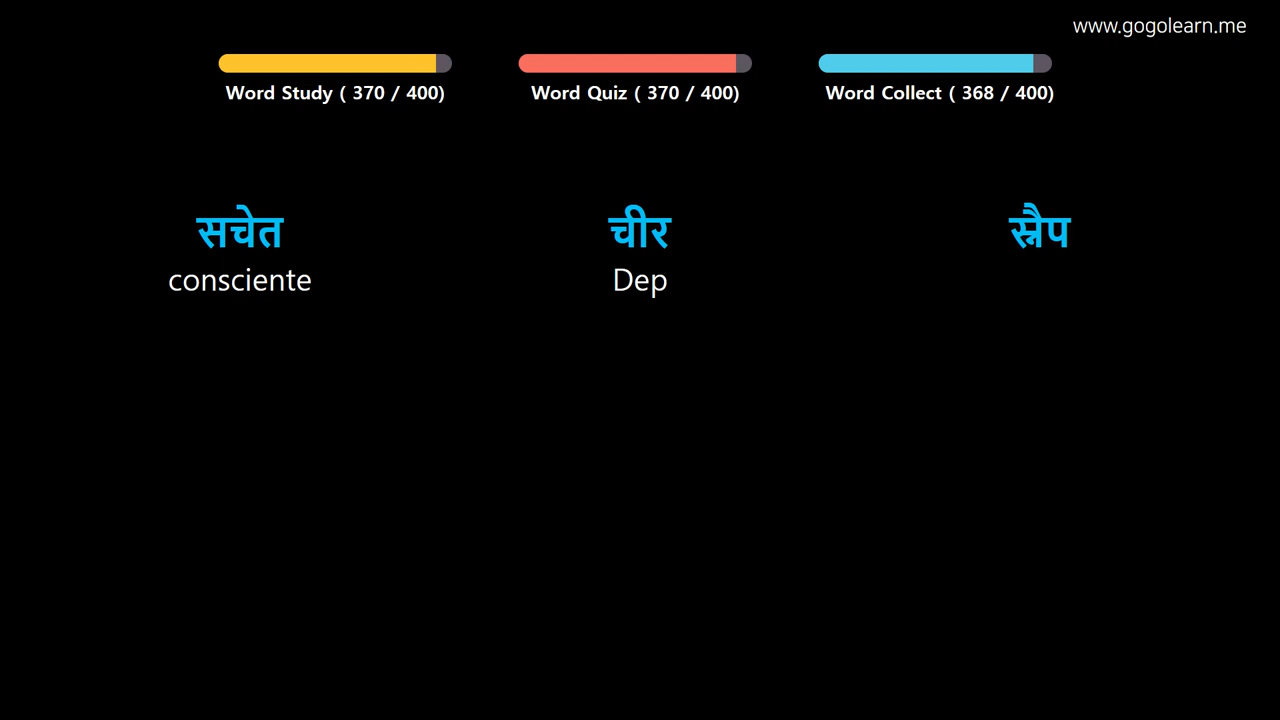 www.gogolearn.me
Word Study ( 370 / 400)
Word Quiz ( 370 / 400)
Word Collect ( 368 / 400)
सचेत
consciente
चीर
Dep
स्नैप